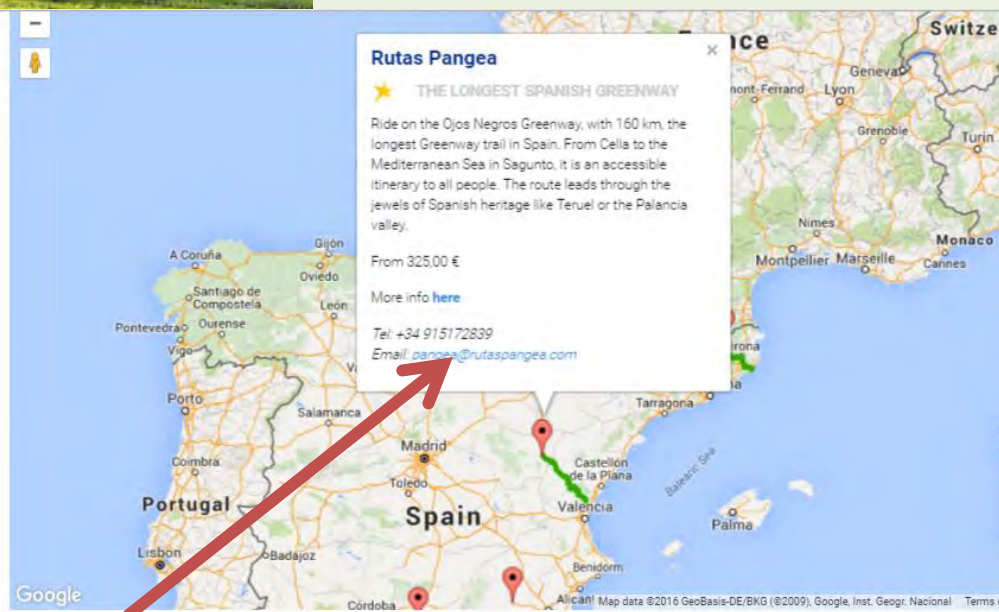 Rutas Pangea
THE LONGEST SPANISH GREENWAY
Ride on the Ojos Negros Greenway, with 160 km, the
longest Greenway trail in Spain. From Cella to the
Mediterranean Sea in Sagunto, it is an accessible
itinerary to all people. The route leads through the
jewels of Spanish heritage like Teruel or the Palancia
valley.
From 325,00 €
More info here
Tel: +34 915172839
Email: pangea@rutaspangea.com
Switze
Geneva
Lyon
Grenoble
Turin
Nimes
Monaco
Montpellier
Marseille
Cannes
A Coruña
Gijón
Oviedo
Santiago de
Compostela
León
Pontevedra
Ourense
Vigo
Porto
Salamanca
Tarragona
Madrid
Coimbra
Castellón
de la Plana
Toledo
Balearic Sea
Portugal
Spain
Valencia
Palma
Lisbon
Badajoz
Benidorm
Google
Córdoba
Map data ©2016 GeoBasis-DE/BKG (©2009), Google, Inst. Geogr. Nacional
Terms